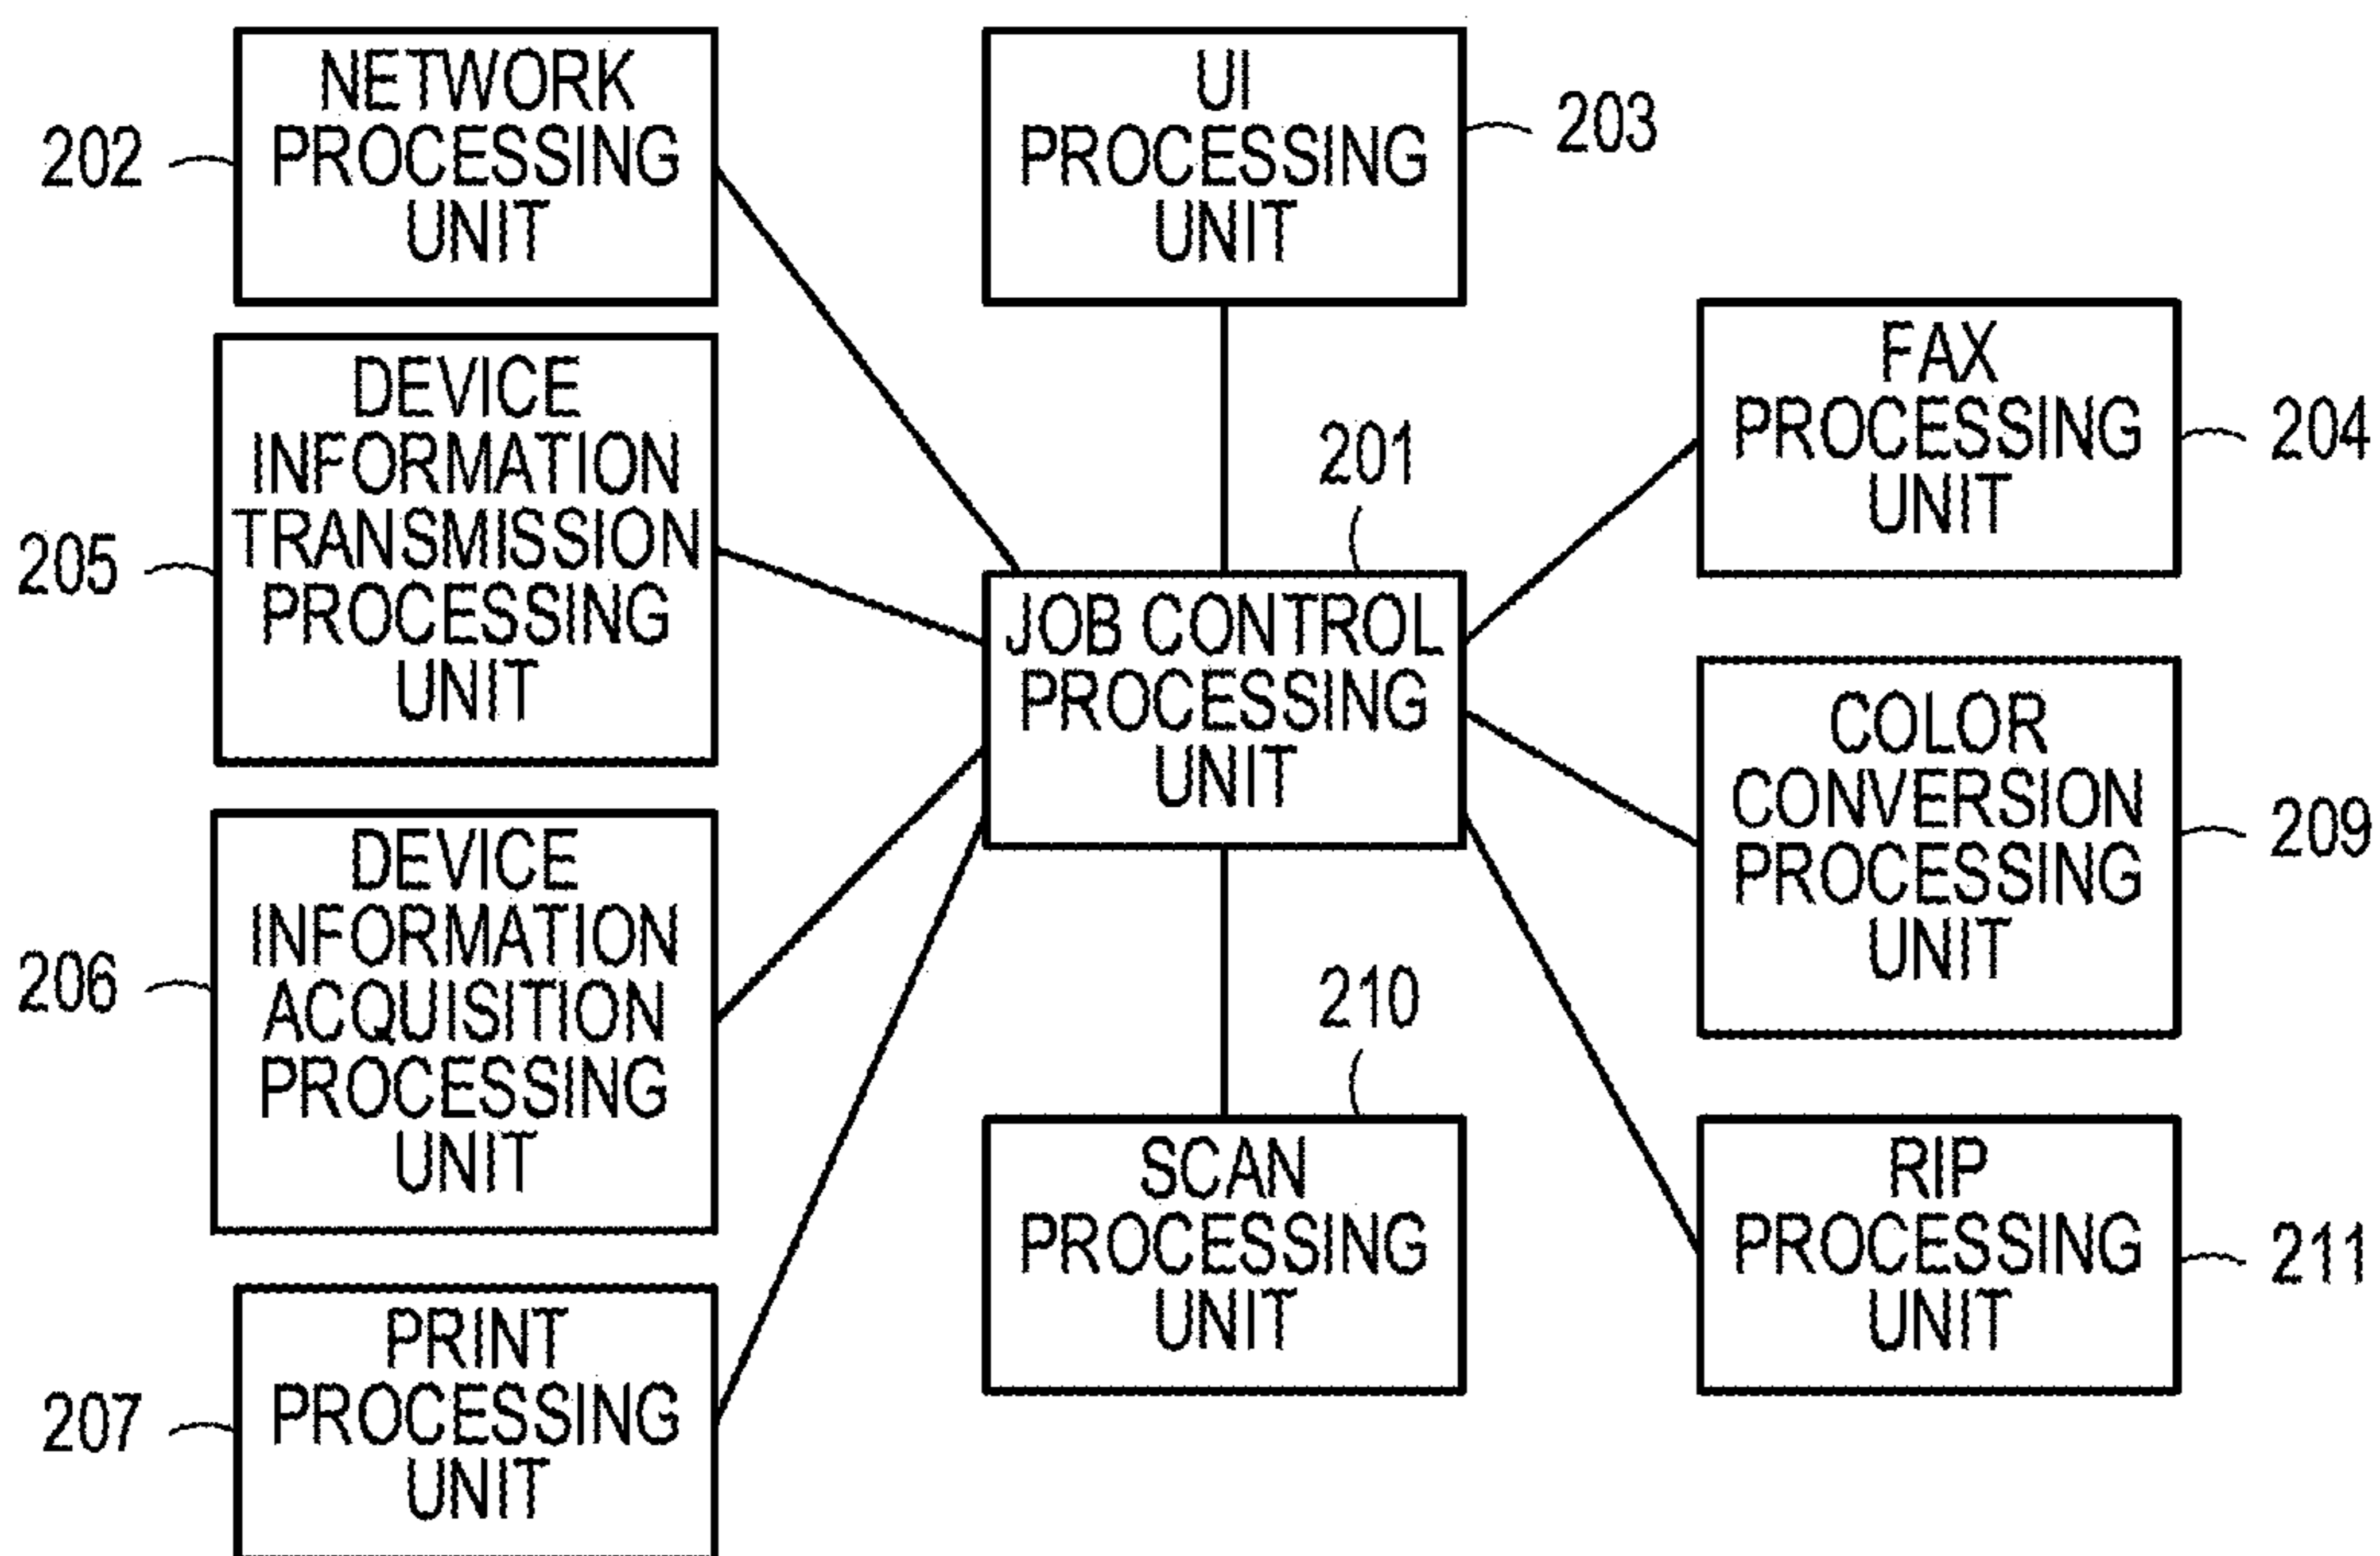 NETWORK
PROCESSING
UNIT
202
UI
PROCESSING
UNIT
203
DEVICE
INFORMATION
TRANSMISSION
PROCESSING
UNIT
205
201
JOB CONTROL
PROCESSING
UNIT
FAX
PROCESSING
UNIT
204
COLOR
CONVERSION
PROCESSING
UNIT
209
DEVICE
INFORMATION
ACQUISITION
PROCESSING
UNIT
206
210
SCAN
PROCESSING
UNIT
RIP
PROCESSING
UNIT
211
PRINT
PROCESSING
UNIT
207